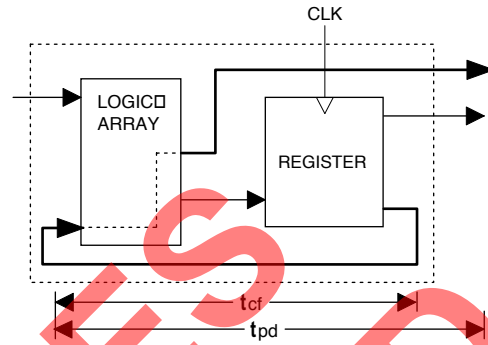 CLK
LOGIC□
ARRAY
REGISTER
tcf
tpd